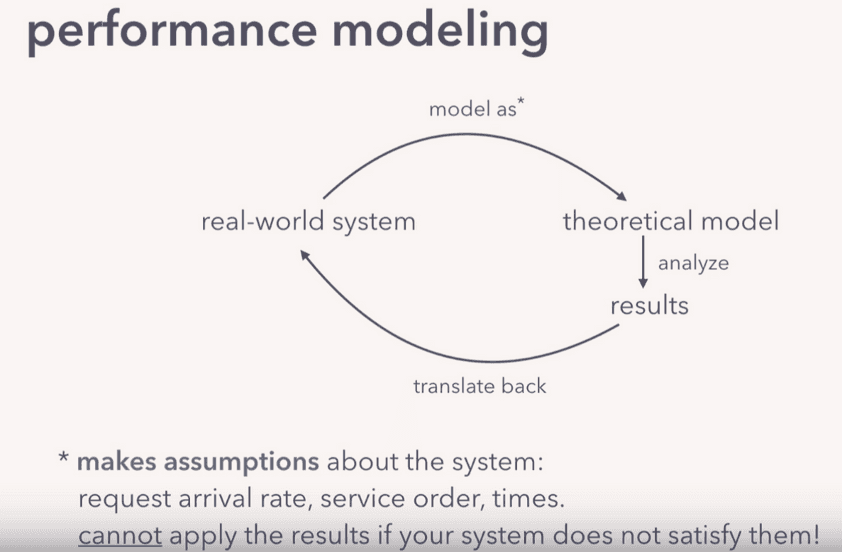 performance modeling
model as*
real-world system
theoretical model
analyze
results
translate back
* makes assumptions about the system:
request arrival rate, service order, times.
cannot apply the results if your system does not satisfy them!